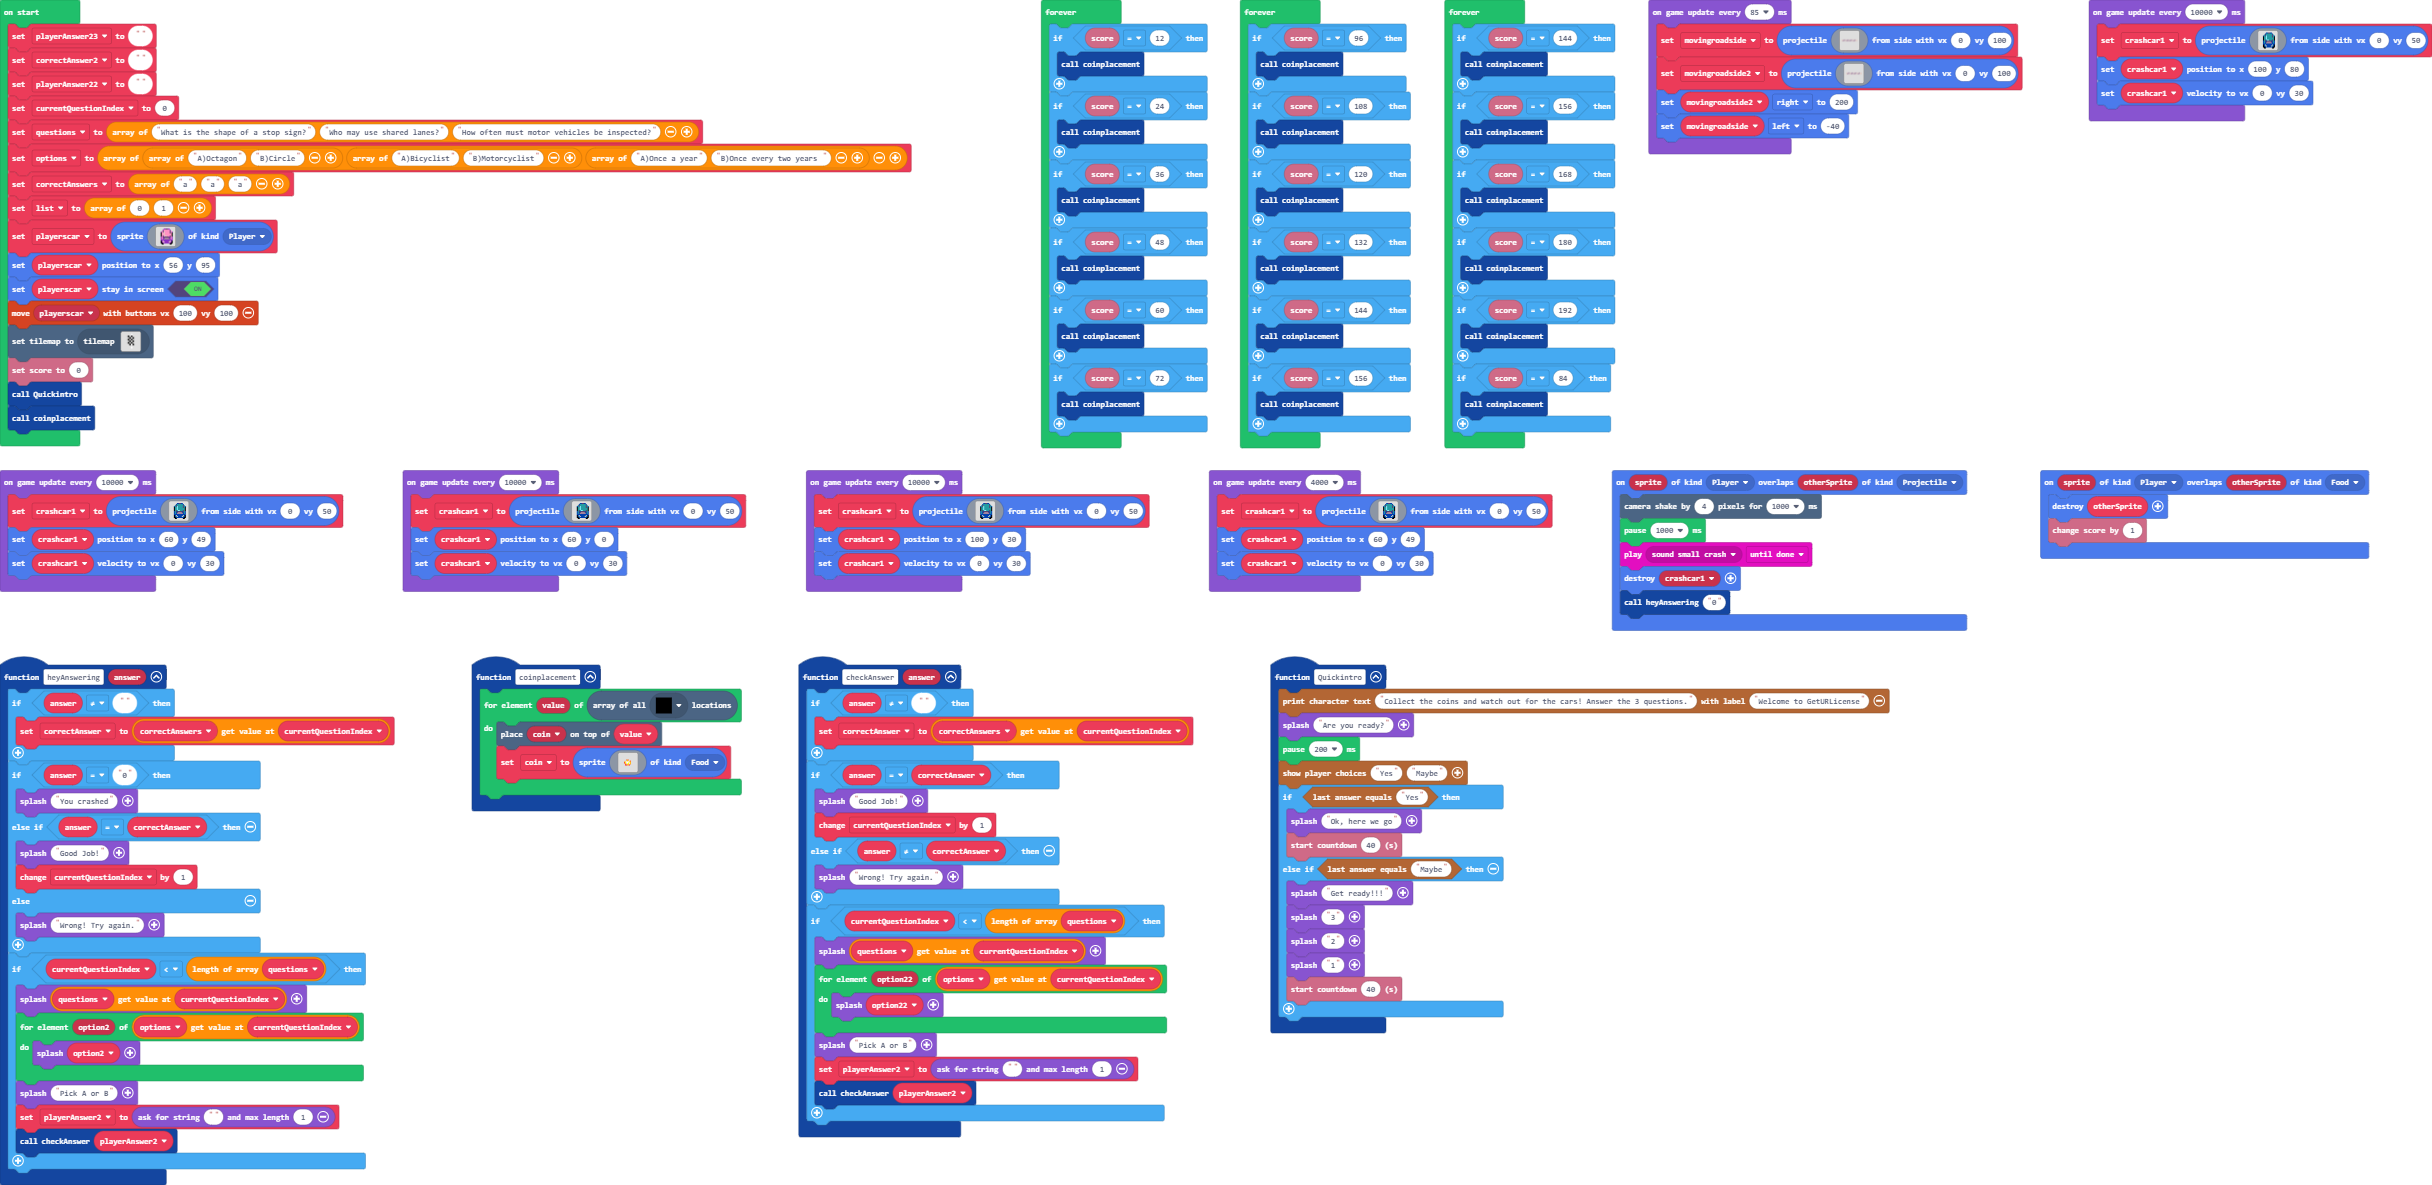 on start
set playerAnswer23 to " "
set correctAnswer2 to " "
set playerAnswer22 to " "
set currentQuestionIndex to 0
set questions to array of "What is the shape of a stop sign?" "Who may use shared lanes?" "How often must motor vehicles be inspected?"
set options to array of array of "A)Octagon" "B)Circle" array of "A)Bicyclist" "B)Motorcyclist" array of "A)Once a year" "B)Once every two years "
set correctAnswers to array of "a" "a" "a"
set list to array of 0 1
set playerscar to sprite of kind Player
set playerscar position to x 56 y 95
set playerscar stay in screen ON
move playerscar with buttons vx 100 vy 100
set tilemap to tilemap
set score to 0
call Quickintro
call coinplacement
forever
if score = 12 then
call coinplacement
if score = 24 then
call coinplacement
if score = 36 then
call coinplacement
if score = 48 then
call coinplacement
if score = 60 then
call coinplacement
if score = 72 then
call coinplacement
forever
if score = 96 then
call coinplacement
if score = 108 then
call coinplacement
if score = 120 then
call coinplacement
if score = 132 then
call coinplacement
if score = 144 then
call coinplacement
if score = 156 then
call coinplacement
forever
if score = 144 then
call coinplacement
if score = 156 then
call coinplacement
if score = 168 then
call coinplacement
if score = 180 then
call coinplacement
if score = 192 then
call coinplacement
if score = 84 then
call coinplacement
on game update every 85 ms
set movingroadside to projectile from side with vx 0 vy 100
set movingroadside2 to projectile from side with vx 0 vy 100
set movingroadside2 right to 200
set movingroadside left to -40
on game update every 10000 ms
set crashcar1 to projectile from side with vx 0 vy 50
set crashcar1 position to x 100 y 80
set crashcar1 velocity to vx 0 vy 30
on game update every 10000 ms
set crashcar1 to projectile from side with vx 0 vy 50
set crashcar1 position to x 60 y 49
set crashcar1 velocity to vx 0 vy 30
on game update every 10000 ms
set crashcar1 to projectile from side with vx 0 vy 50
set crashcar1 position to x 60 y 0
set crashcar1 velocity to vx 0 vy 30
on game update every 10000 ms
set crashcar1 to projectile from side with vx 0 vy 50
set crashcar1 position to x 100 y 30
set crashcar1 velocity to vx 0 vy 30
on game update every 4000 ms
set crashcar1 to projectile from side with vx 0 vy 50
set crashcar1 position to x 60 y 49
set crashcar1 velocity to vx 0 vy 30
on sprite of kind Player overlaps otherSprite of kind Projectile
camera shake by 4 pixels for 1000 ms
pause 1000 ms
play sound small crash until done
destroy crashcar1
call heyAnswering "0"
on sprite of kind Player overlaps otherSprite of kind Food
destroy otherSprite
change score by 1
function heyAnswering answer
if answer ≠ " " then
set correctAnswer to correctAnswers get value at currentQuestionIndex
if answer = "0" then
splash "You crashed"
else if answer = correctAnswer then
splash "Good Job!"
change currentQuestionIndex by 1
else
splash "Wrong! Try again."
if currentQuestionIndex < length of array questions then
splash questions get value at currentQuestionIndex
for element option2 of options get value at currentQuestionIndex
do splash option2
splash "Pick A or B"
set playerAnswer2 to ask for string " " and max length 1
call checkAnswer playerAnswer2
function coinplacement
for element value of array of all locations
do place coin on top of value
set coin to sprite of kind Food
function checkAnswer answer
if answer ≠ " " then
set correctAnswer to correctAnswers get value at currentQuestionIndex
if answer = correctAnswer then
splash "Good Job!"
change currentQuestionIndex by 1
else if answer ≠ correctAnswer then
splash "Wrong! Try again."
if currentQuestionIndex < length of array questions then
splash questions get value at currentQuestionIndex
for element option22 of options get value at currentQuestionIndex
do splash option22
splash "Pick A or B"
set playerAnswer2 to ask for string " " and max length 1
call checkAnswer playerAnswer2
function Quickintro
print character text "Collect the coins and watch out for the cars! Answer the 3 questions." with label "Welcome to GetURLicense"
splash "Are you ready?"
pause 200 ms
show player choices "Yes" "Maybe"
if last answer equals "Yes" then
splash "Ok, here we go"
start countdown 40 (s)
else if last answer equals "Maybe" then
splash "Get ready!!!"
splash "3"
splash "2"
splash "1"
start countdown 40 (s)